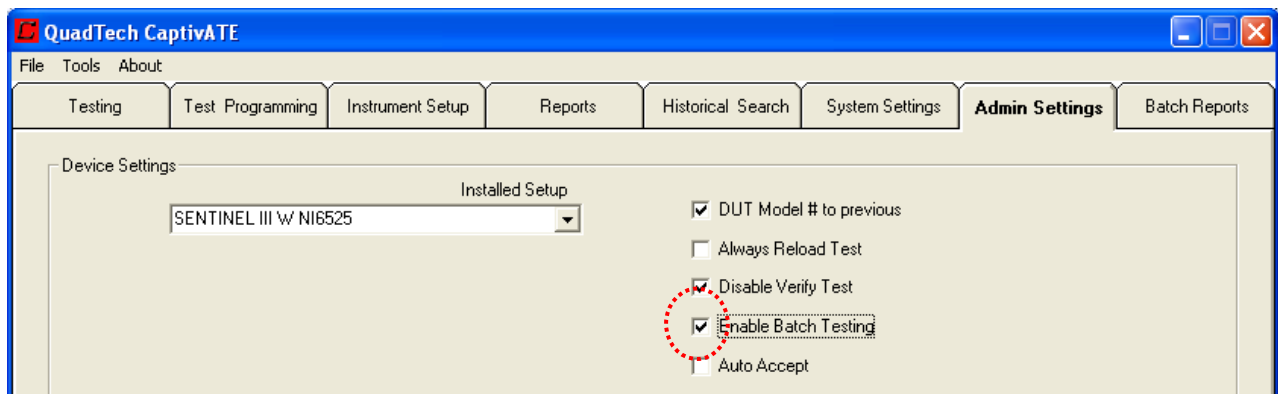 QuadTech CaptivATE
File Tools About
Testing Test Programming Instrument Setup Reports Historical Search System Settings Admin Settings Batch Reports
Device Settings
Installed Setup
SENTINEL III W NI6525
DUT Model # to previous
Always Reload Test
Disable Verify Test
Enable Batch Testing
Auto Accept